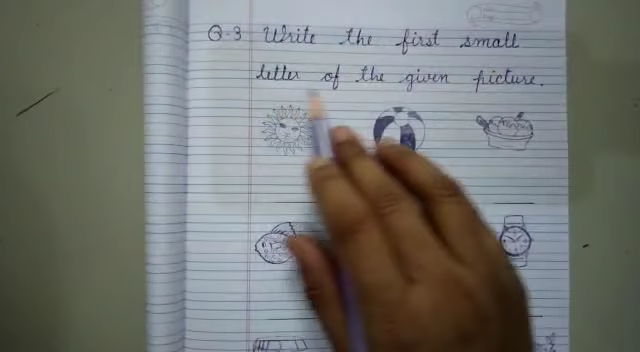 Q.3 Write the first small
letter of the given picture.